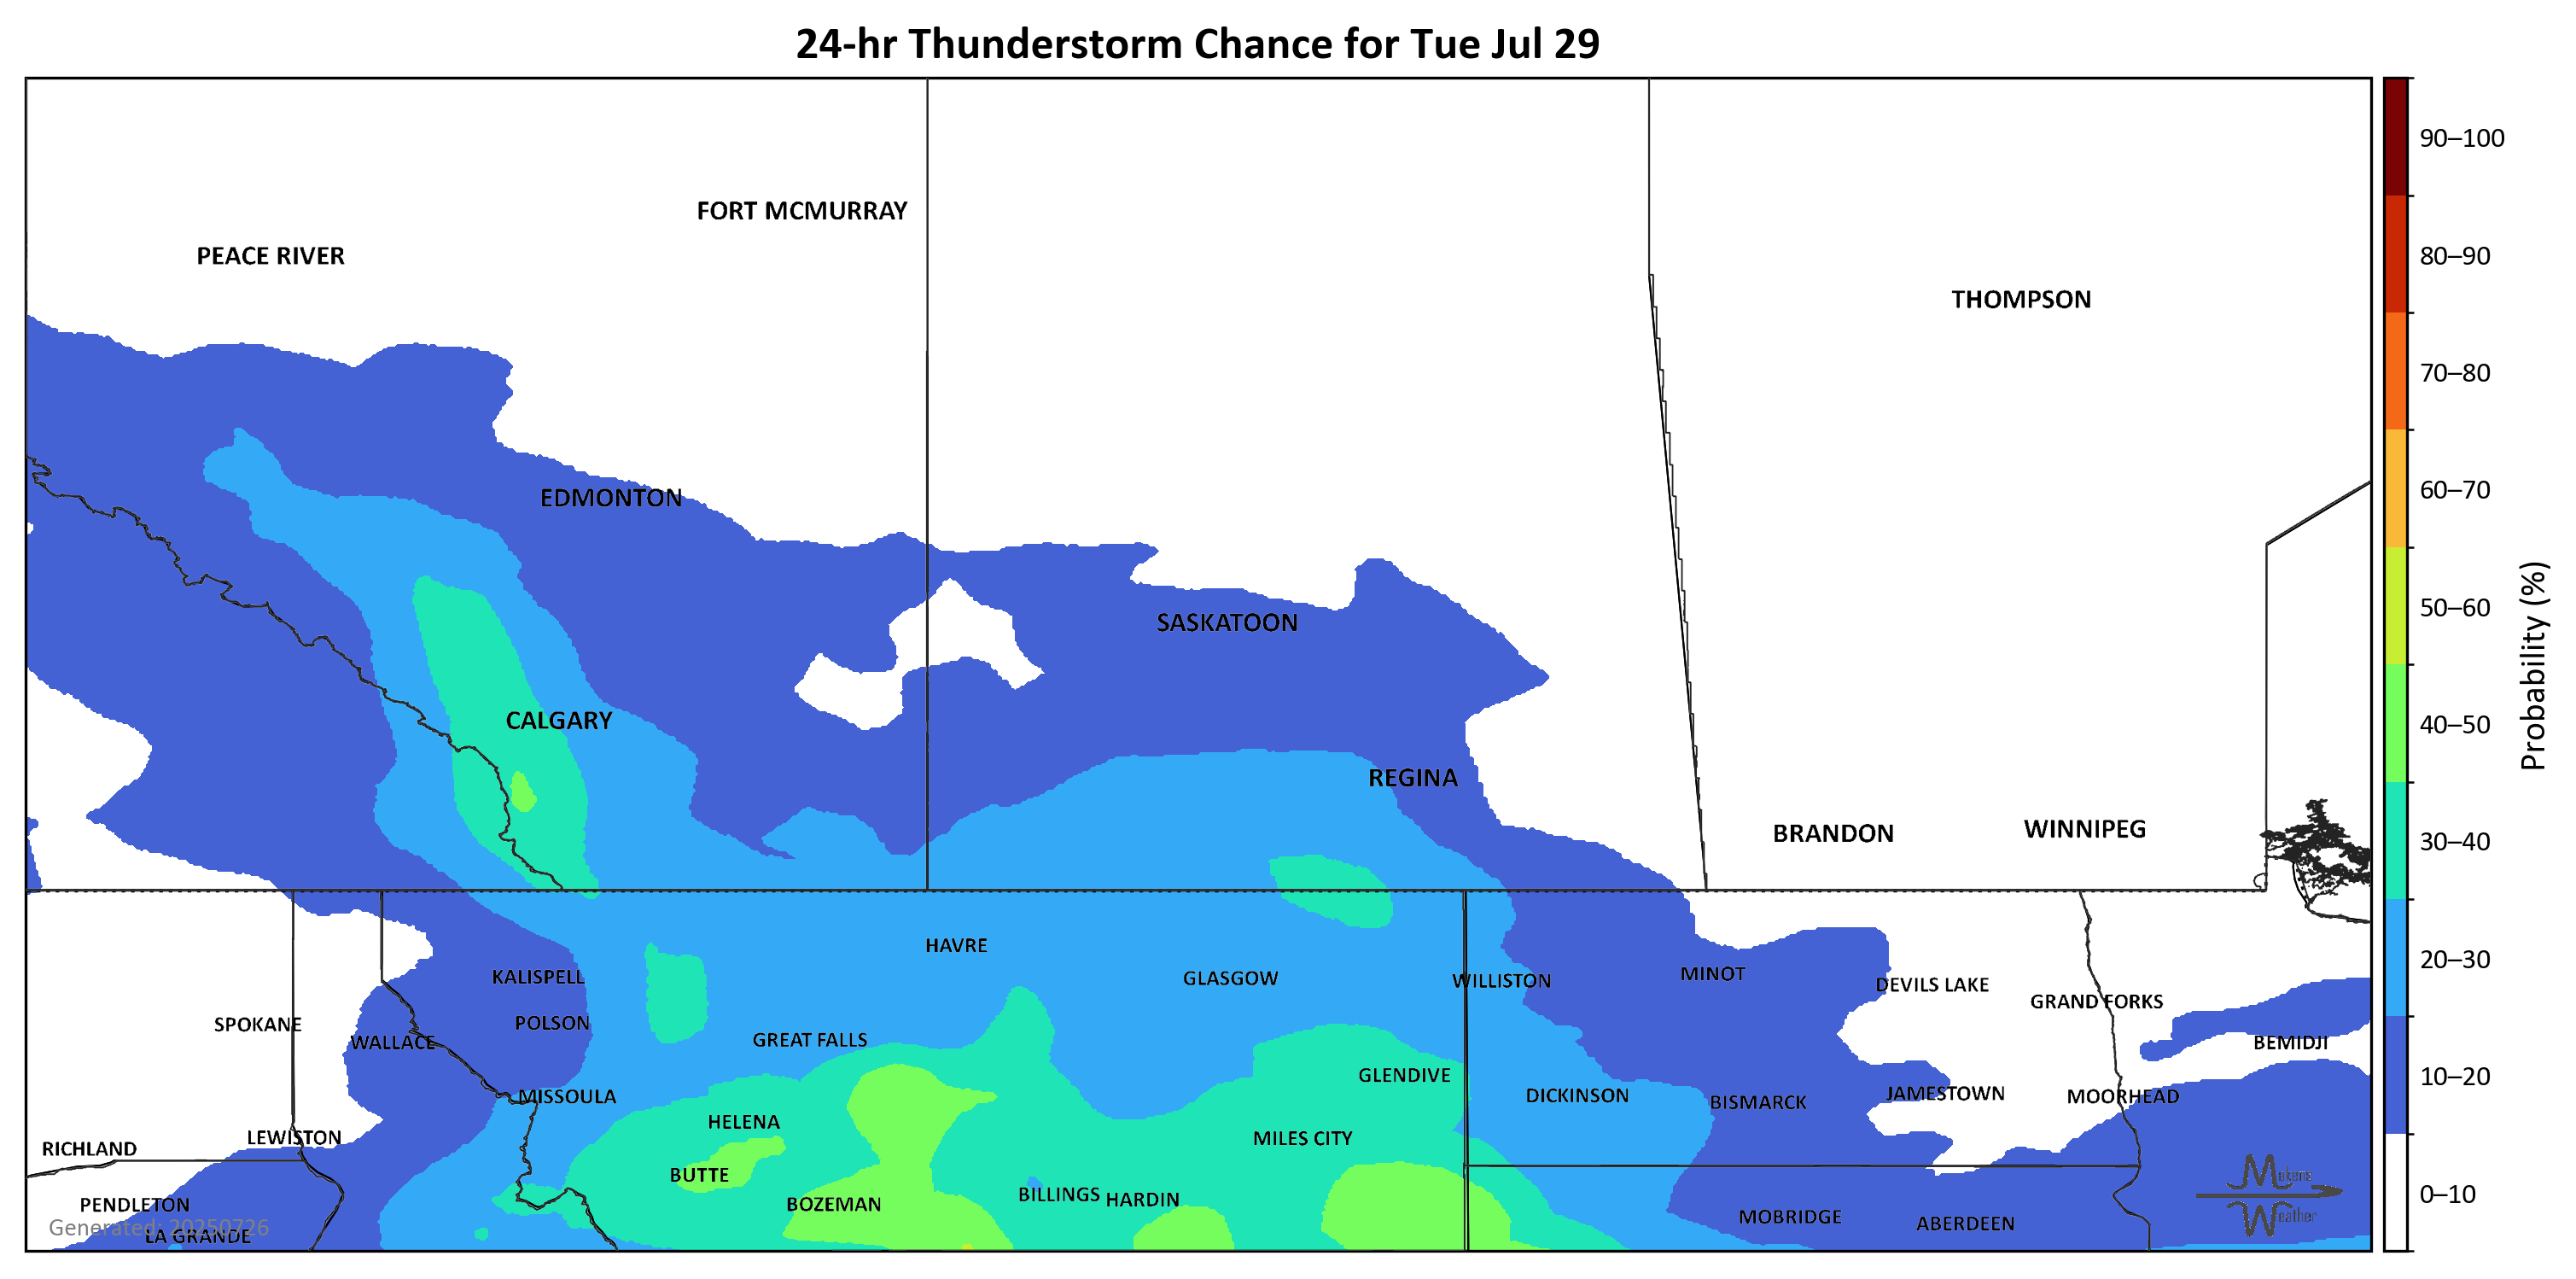 24-hr Thunderstorm Chance for Tue Jul 29
FORT MCMURRAY
PEACE RIVER
THOMPSON
EDMONTON
SASKATOON
CALGARY
REGINA
BRANDON
WINNIPEG
HAVRE
KALISPELL
GLASGOW
WILLISTON
MINOT
DEVILS LAKE
GRAND FORKS
SPOKANE
POLSON
WALLACE
GREAT FALLS
BEMIDJI
GLENDIVE
MISSOULA
DICKINSON
BISMARCK
JAMESTOWN
MOORHEAD
HELENA
LEWISTON
MILES CITY
RICHLAND
BUTTE
BILLINGS
HARDIN
PENDLETON
BOZEMAN
MOBRIDGE
ABERDEEN
Generated: 20250726
LA GRANDE
Makens
Weather
90–100
80–90
70–80
60–70
50–60
40–50
30–40
20–30
10–20
0–10
Probability (%)